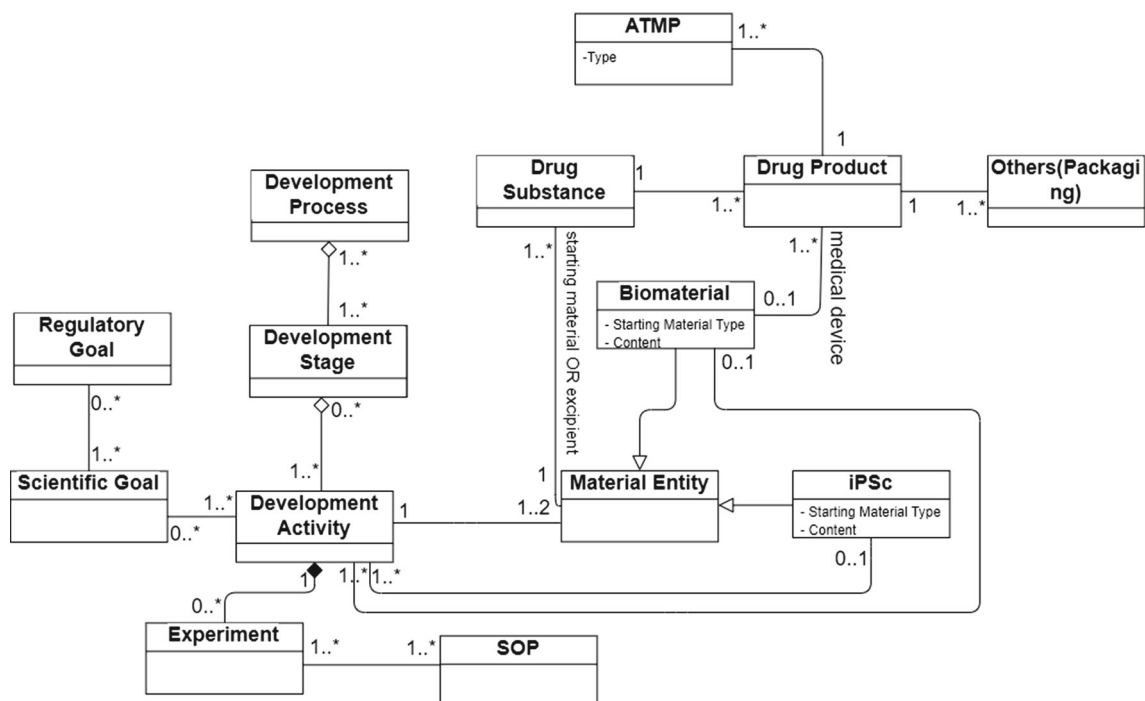 ATMP
-Type
1..*
1
Drug
Substance
1
1..*
Drug Product
1
1..*
Others(Packagi
ng)
Development
Process
1..*
1..*
starting material OR excipient
1..*
medical device
Biomaterial
- Starting Material Type
- Content
0..1
0..1
1..*
Development
Stage
0..*
Regulatory
Goal
0..*
1..*
Scientific Goal
1..*
0..*
1..*
Development
Activity
1
1
1..2
Material Entity
iPSc
- Starting Material Type
- Content
0..1
1
1..*
1..*
0..*
Experiment
1..*
1..*
SOP